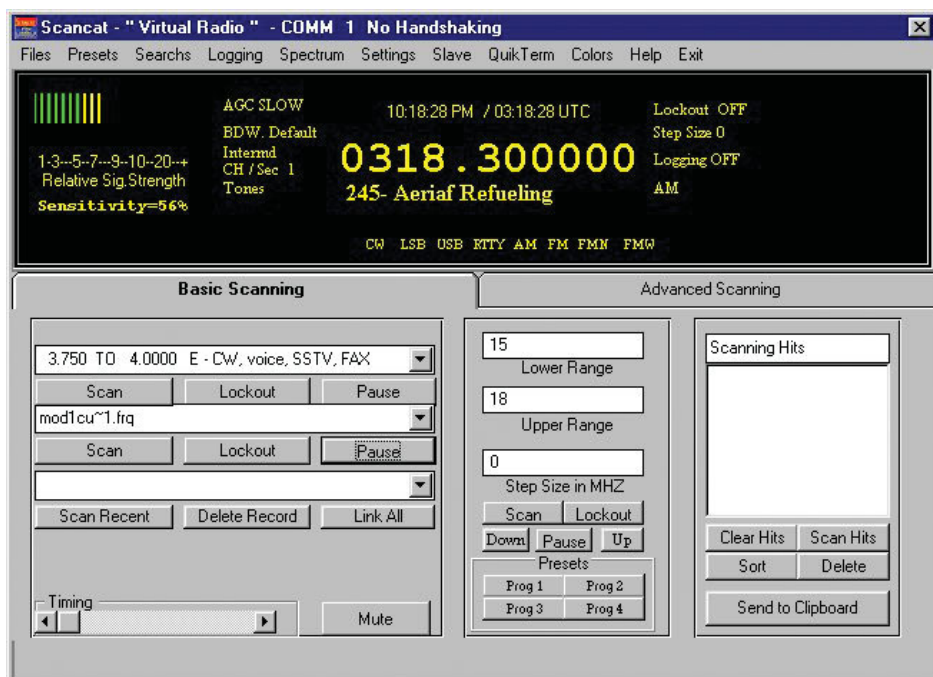 Scancat - " Virtual Radio " - COMM 1 No Handshaking
Files Presets Searchs Logging Spectrum Settings Slave QuikTerm Colors Help Exit
AGC SLOW
10:18:28 PM / 03:18:28 UTC
Lockout OFF
BDW. Default
Step Size 0
1-3---5--7---9--10--20--+
Intermd
0318.300000
Logging OFF
Relative Sig.Strength
CH / Sec 1
Tones
245- Aeriaf Refueling
AM
Sensitivity=56%
CW LSB USB RTTY AM FM FMN FMW
Basic Scanning
Advanced Scanning
3.750 TO 4.0000 E - CW, voice, SSTV, FAX
Scan Lockout Pause
mod1cu~1.frq
Scan Lockout Pause
Scan Recent Delete Record Link All
Timing
Mute
15
Lower Range
18
Upper Range
0
Step Size in MHZ
Scan Lockout
Down Pause Up
Presets
Prog 1 Prog 2
Prog 3 Prog 4
Scanning Hits
Clear Hits Scan Hits
Sort Delete
Send to Clipboard